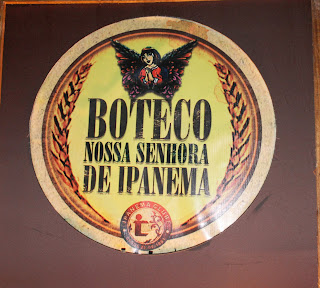 BOTECO
NOSSA SENHORA
DE IPANEMA